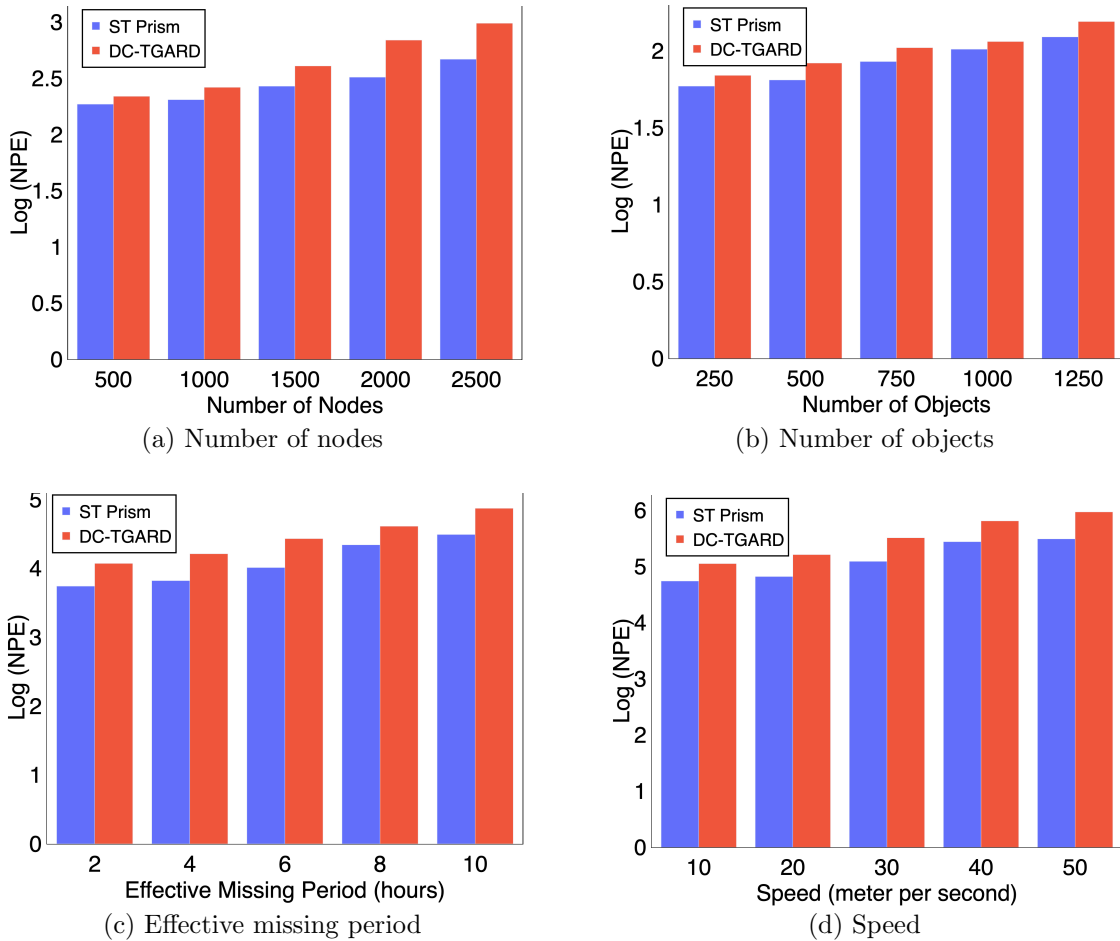 ST Prism
DC-TGARD
3
2.5
2
1.5
1
0.5
0
Log (NPE)
500 1000 1500 2000 2500
Number of Nodes
(a) Number of nodes
ST Prism
DC-TGARD
2
1.5
1
0.5
0
Log (NPE)
250 500 750 1000 1250
Number of Objects
(b) Number of objects
ST Prism
DC-TGARD
5
4
3
2
1
0
Log (NPE)
2 4 6 8 10
Effective Missing Period (hours)
(c) Effective missing period
ST Prism
DC-TGARD
6
5
4
3
2
1
0
Log (NPE)
10 20 30 40 50
Speed (meter per second)
(d) Speed